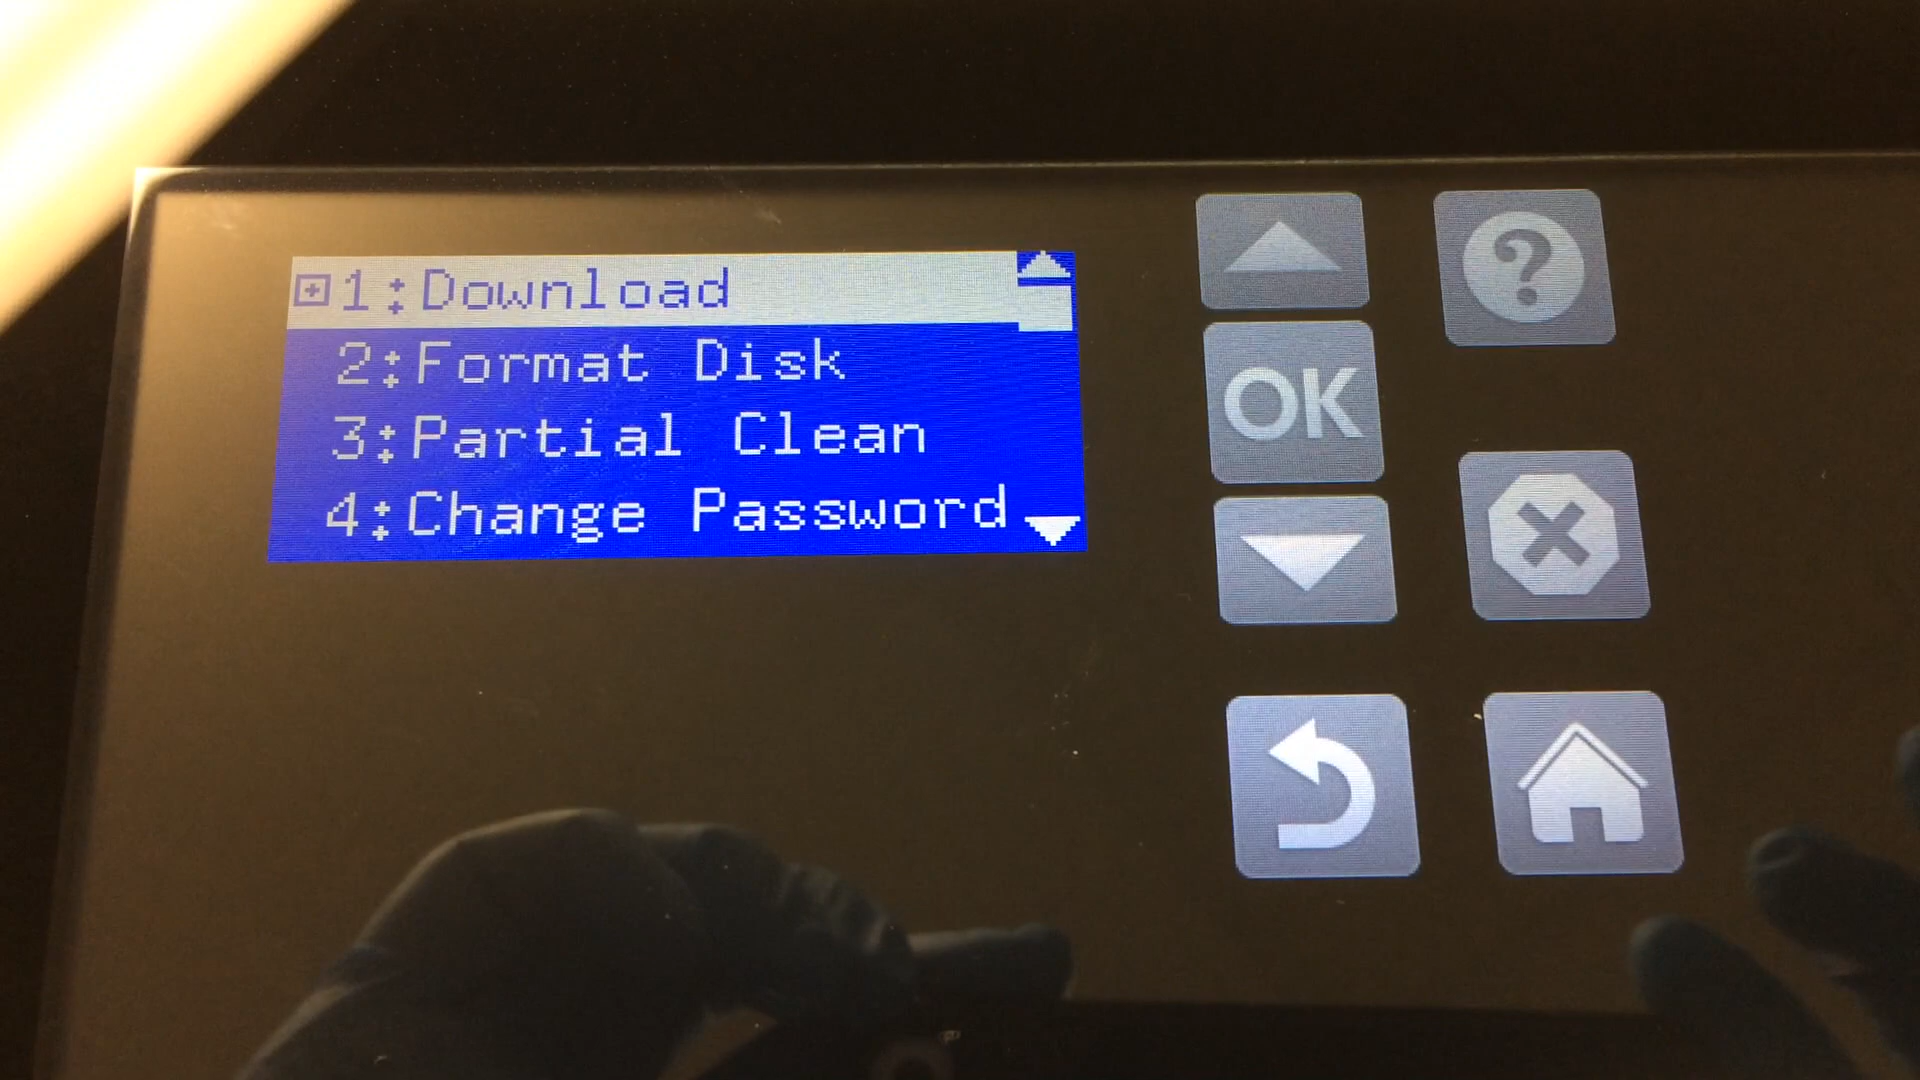 1:Download
2:Format Disk
3:Partial Clean
4:Change Password
?
OK